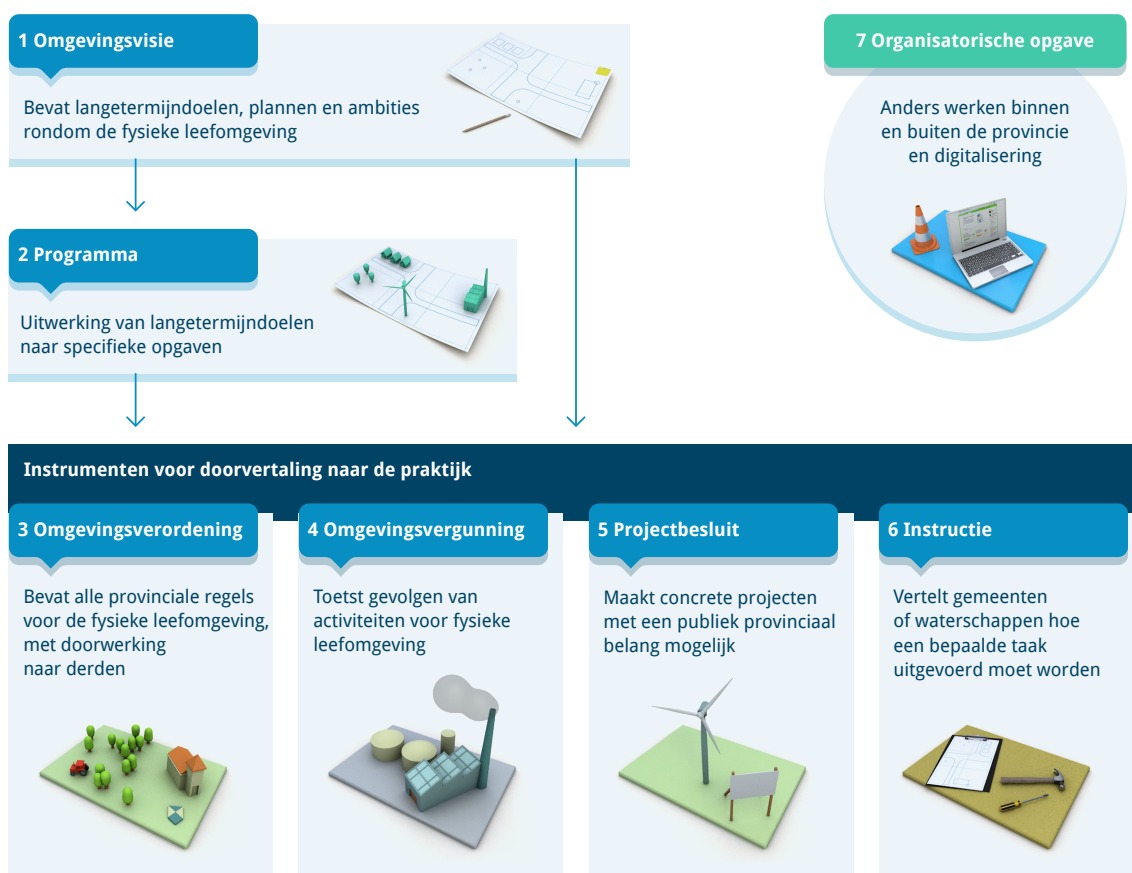 1 Omgevingsvisie
Bevat langetermijndoelen, plannen en ambities
rondom de fysieke leefomgeving
7 Organisatorische opgave
Anders werken binnen
en buiten de provincie
en digitalisering
2 Programma
Uitwerking van langetermijndoelen
naar specifieke opgaven
Instrumenten voor doorvertaling naar de praktijk
3 Omgevingsverordening
Bevat alle provinciale regels
voor de fysieke leefomgeving,
met doorwerking
naar derden
4 Omgevingsvergunning
Toetst gevolgen van
activiteiten voor fysieke
leefomgeving
5 Projectbesluit
Maakt concrete projecten
met een publiek provinciaal
belang mogelijk
6 Instructie
Vertelt gemeenten
of waterschappen hoe
een bepaalde taak
uitgevoerd moet worden